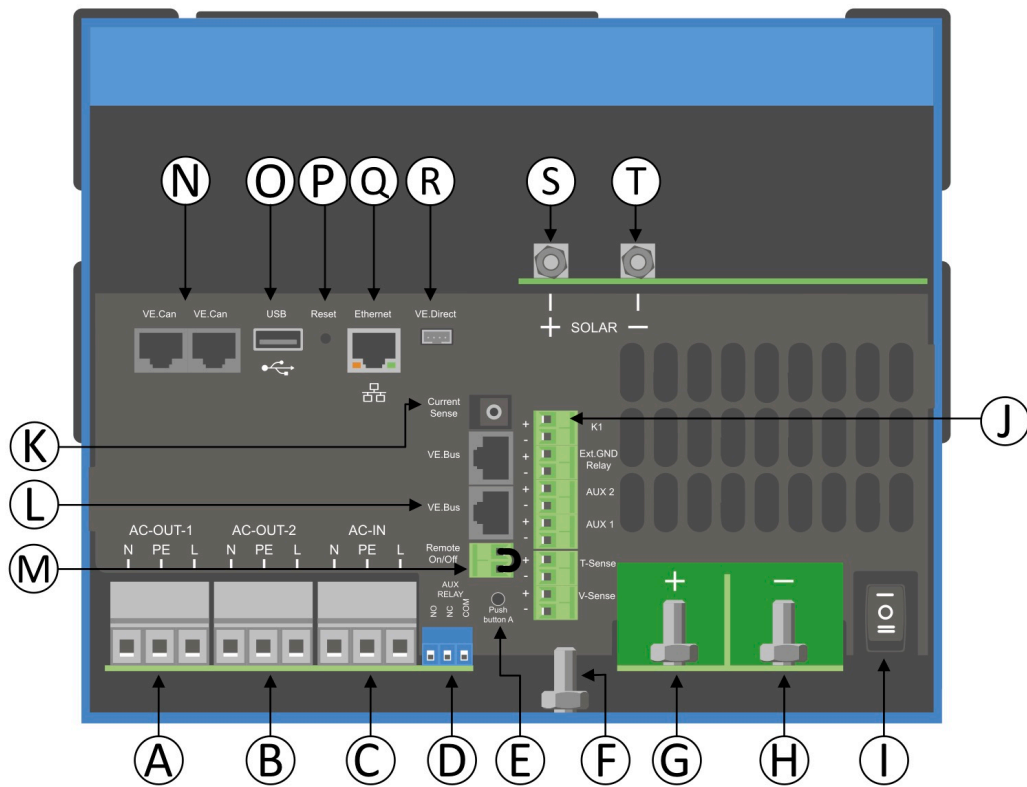 N O P Q R S T
VE.Can VE.Can USB Reset Ethernet VE.Direct
+ SOLAR −
Current
Sense
K
VE.Bus
L
VE.Bus
M
Remote
On/Off
+ K1
-
+ Ext.GND
- Relay
+ AUX 2
-
+ AUX 1
-
+ T-Sense
-
+ V-Sense
-
J
AC-OUT-1 AC-OUT-2 AC-IN
N PE L N PE L N PE L
AUX
RELAY
NO NC COM
Push
button A
+ −
A B C D E F G H I